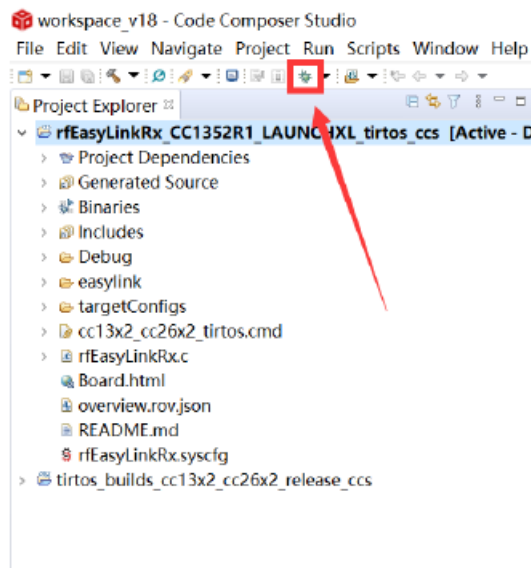 workspace_v18 - Code Composer Studio
File Edit View Navigate Project Run Scripts Window Help
Project Explorer
rfEasyLinkRx_CC1352R1_LAUNCHXL_tirtos_ccs [Active - D
Project Dependencies
Generated Source
Binaries
Includes
Debug
easylink
targetConfigs
cc13x2_cc26x2_tirtos.cmd
rfEasyLinkRx.c
Board.html
overview.rov.json
README.md
rfEasyLinkRx.syscfg
tirtos_builds_cc13x2_cc26x2_release_ccs